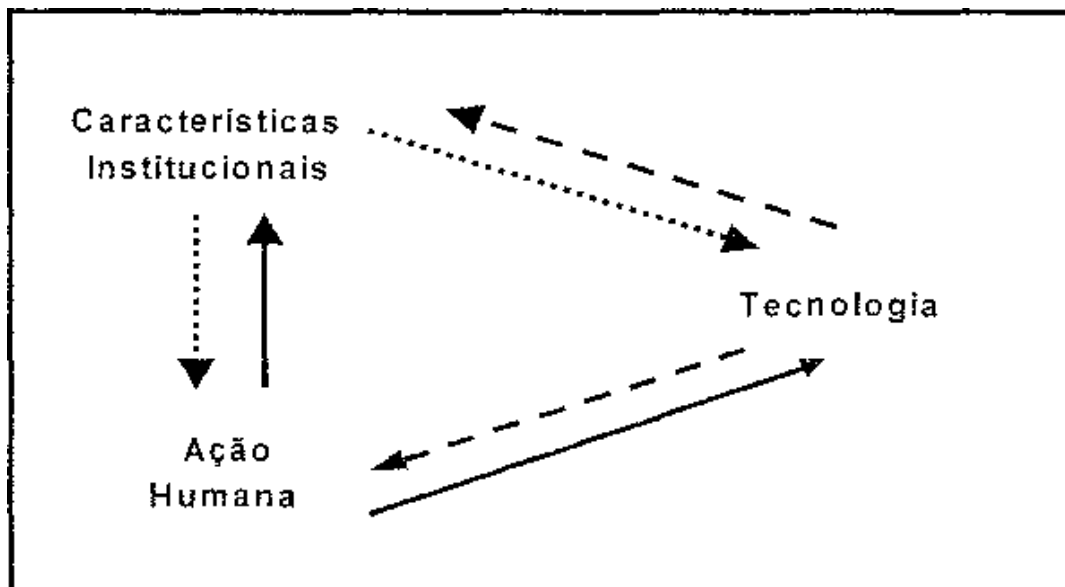 Características
Institucionais
Tecnologia
Ação
Humana